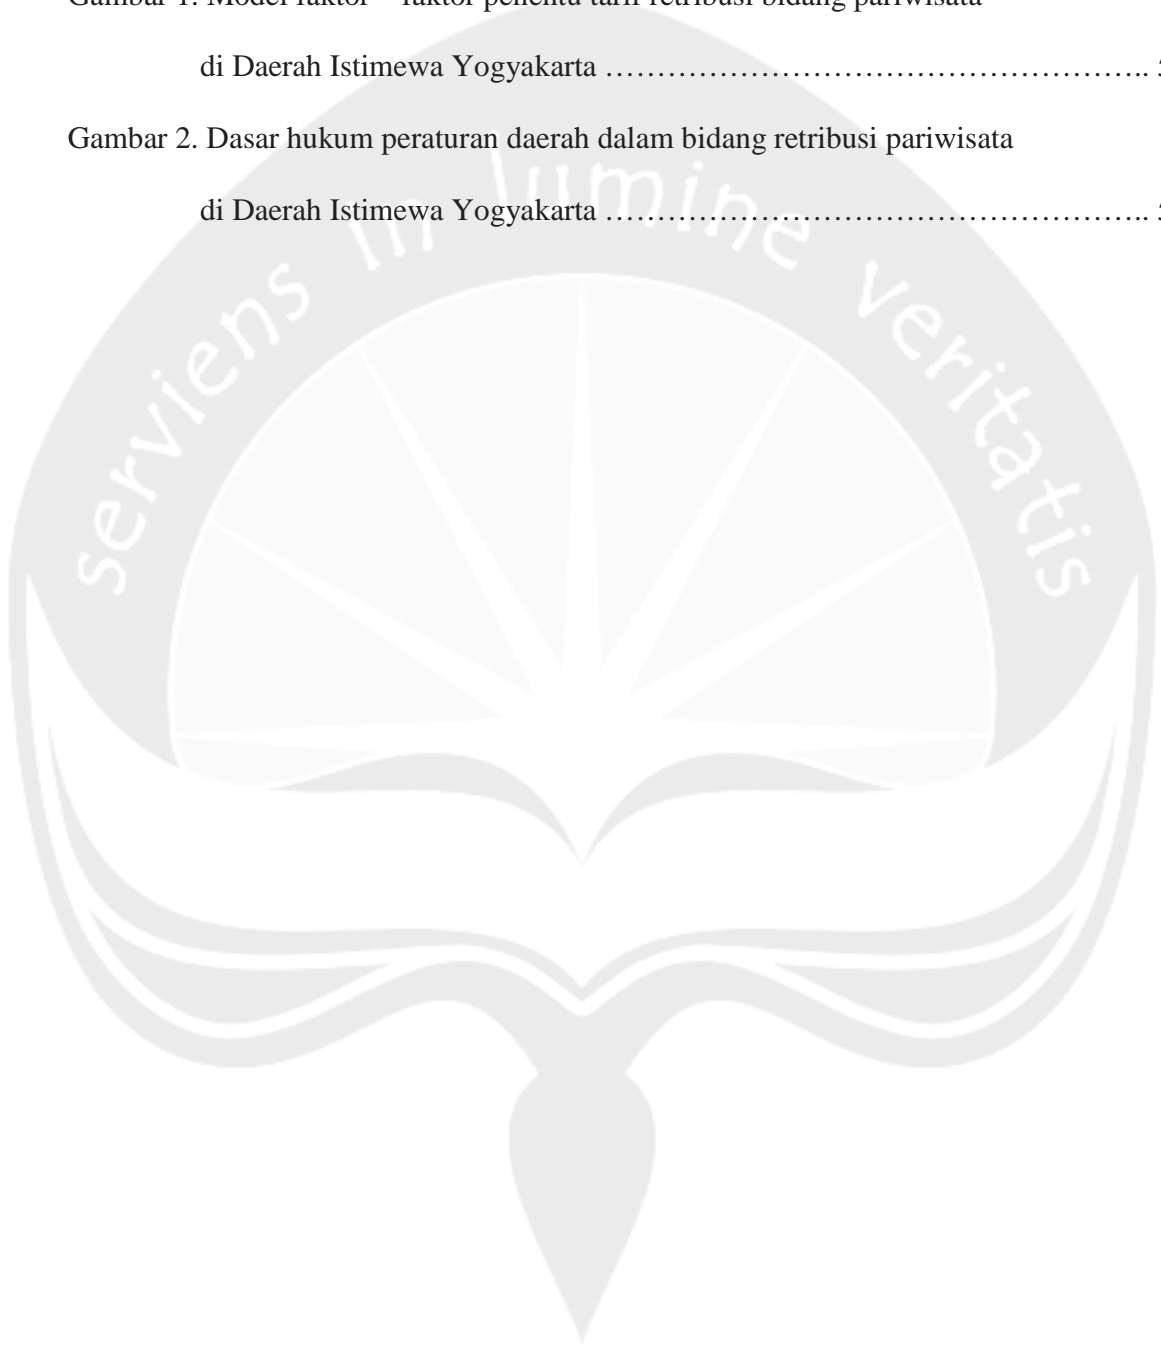 Gambar 1. Model faktor – faktor penentu tarif retribusi bidang pariwisata
di Daerah Istimewa Yogyakarta ……………………………………………..
Gambar 2. Dasar hukum peraturan daerah dalam bidang retribusi pariwisata
di Daerah Istimewa Yogyakarta ……………………………………………..
serviens in lumine veritatis